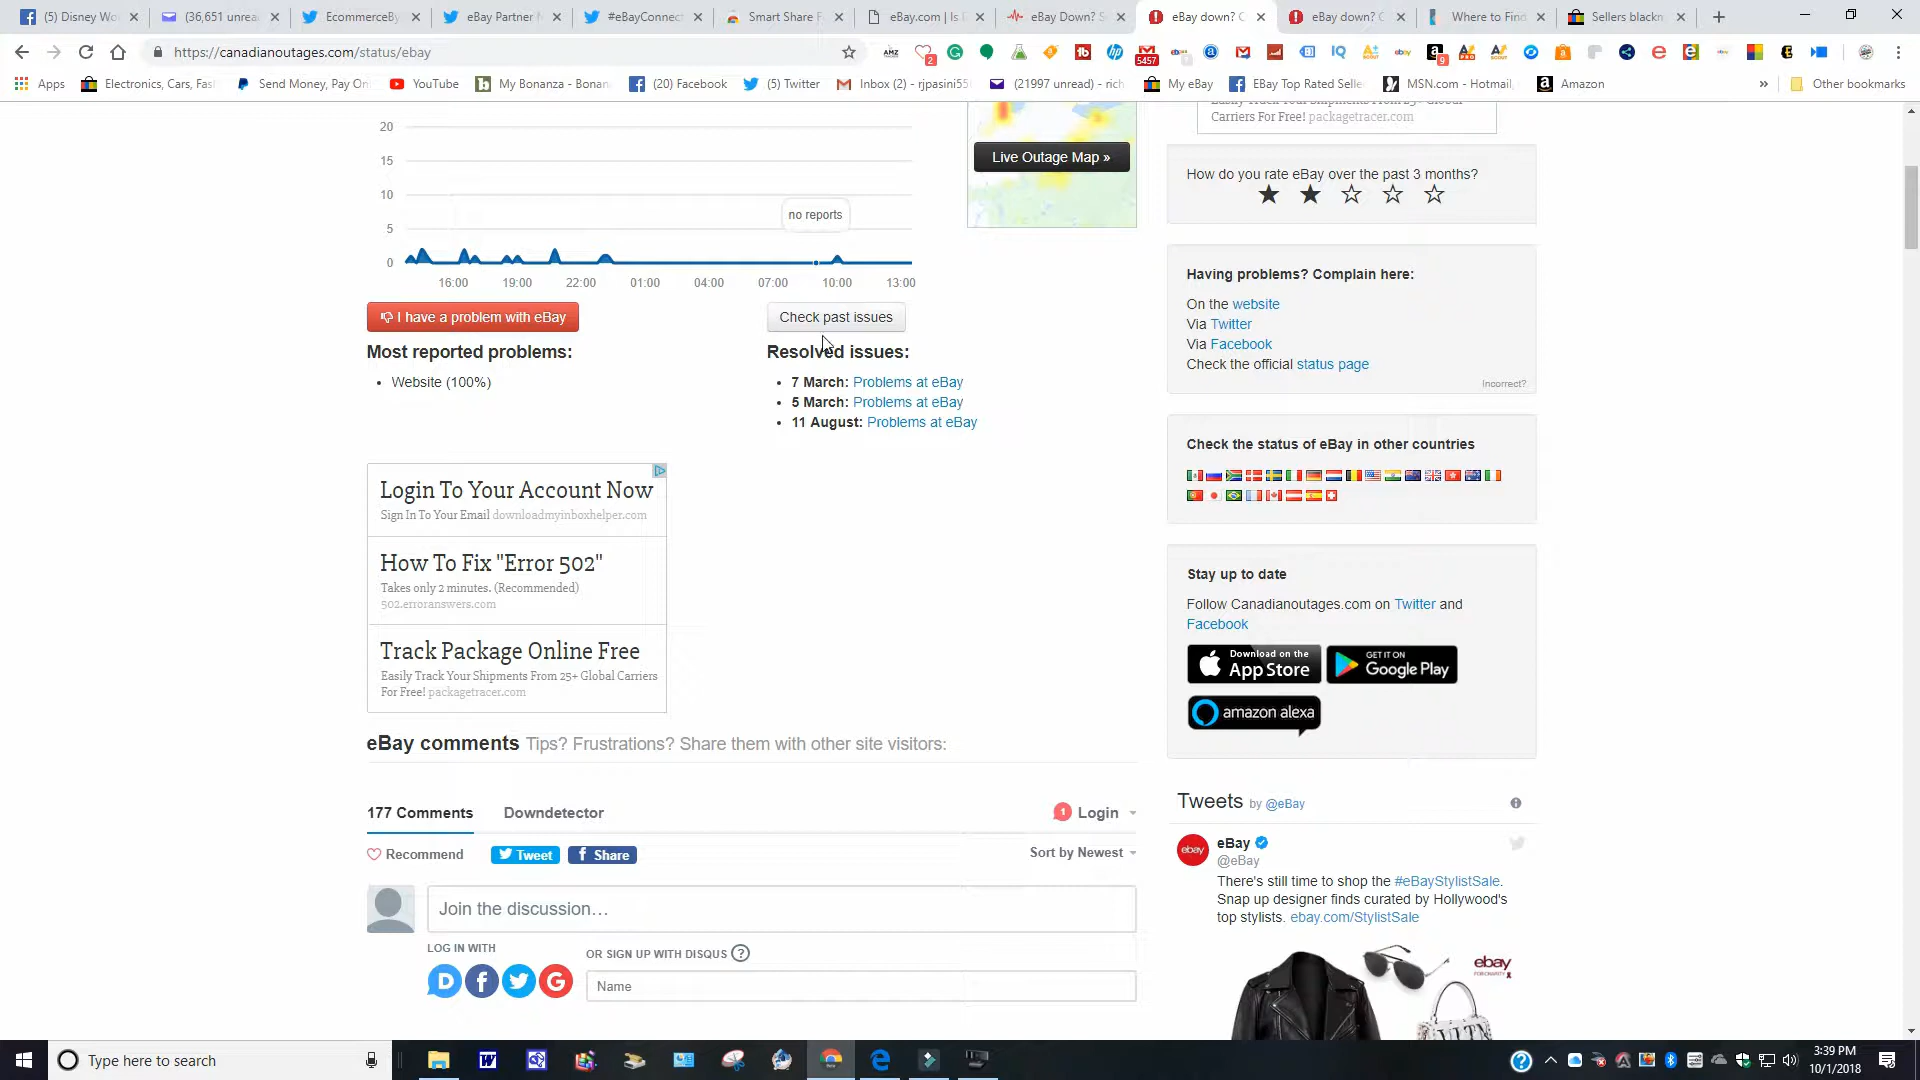 (5) Disney Wo
(36,651 unrea
EcommerceBy
eBay Partner
#eBayConnect
Smart Share F
eBay.com | Is D
eBay Down? S
eBay down? C
eBay down? C
Where to Find
Sellers blackm
https://canadianoutages.com/status/ebay
Apps
Electronics, Cars, Fas
Send Money, Pay On
YouTube
My Bonanza - Bonan
(20) Facebook
(5) Twitter
Inbox (2) - rjpasini55
(21997 unread) - rich
My eBay
EBay Top Rated Selle
MSN.com - Hotmail,
Amazon
Other bookmarks
20
15
10
5
0
no reports
16:00 19:00 22:00 01:00 04:00 07:00 10:00 13:00
Live Outage Map »
I have a problem with eBay
Check past issues
Most reported problems:
Website (100%)
Resolved issues:
7 March: Problems at eBay
5 March: Problems at eBay
11 August: Problems at eBay
Login To Your Account Now
Sign In To Your Email downloadmyinboxhelper.com
How To Fix "Error 502"
Takes only 2 minutes. (Recommended)
502.erroranswers.com
Track Package Online Free
Easily Track Your Shipments From 25+ Global Carriers
For Free! packagetracer.com
eBay comments Tips? Frustrations? Share them with other site visitors:
177 Comments
Downdetector
1 Login
Recommend
Tweet
Share
Sort by Newest
Join the discussion…
LOG IN WITH
OR SIGN UP WITH DISQUS ?
Name
Easily Track Your Shipments From 25+ Global
Carriers For Free! packagetracer.com
How do you rate eBay over the past 3 months?
Having problems? Complain here:
On the website
Via Twitter
Via Facebook
Check the official status page
Incorrect?
Check the status of eBay in other countries
Stay up to date
Follow Canadianoutages.com on Twitter and
Facebook
Download on the
App Store
GET IT ON
Google Play
amazon alexa
Tweets by @eBay
ebay
eBay
@eBay
There's still time to shop the #eBayStylistSale.
Snap up designer finds curated by Hollywood's
top stylists. ebay.com/StylistSale
ebay
FOR CHARITY
Type here to search
3:39 PM
10/1/2018